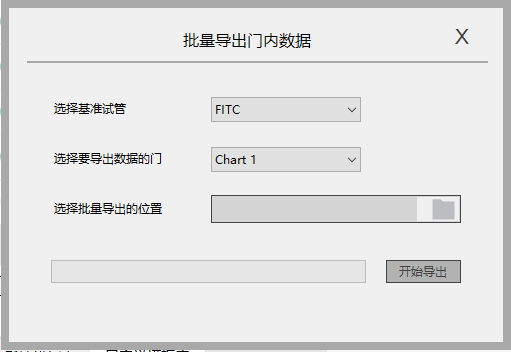 批量导出门内数据
X
选择基准试管
FITC
选择要导出数据的门
Chart 1
选择批量导出的位置
开始导出